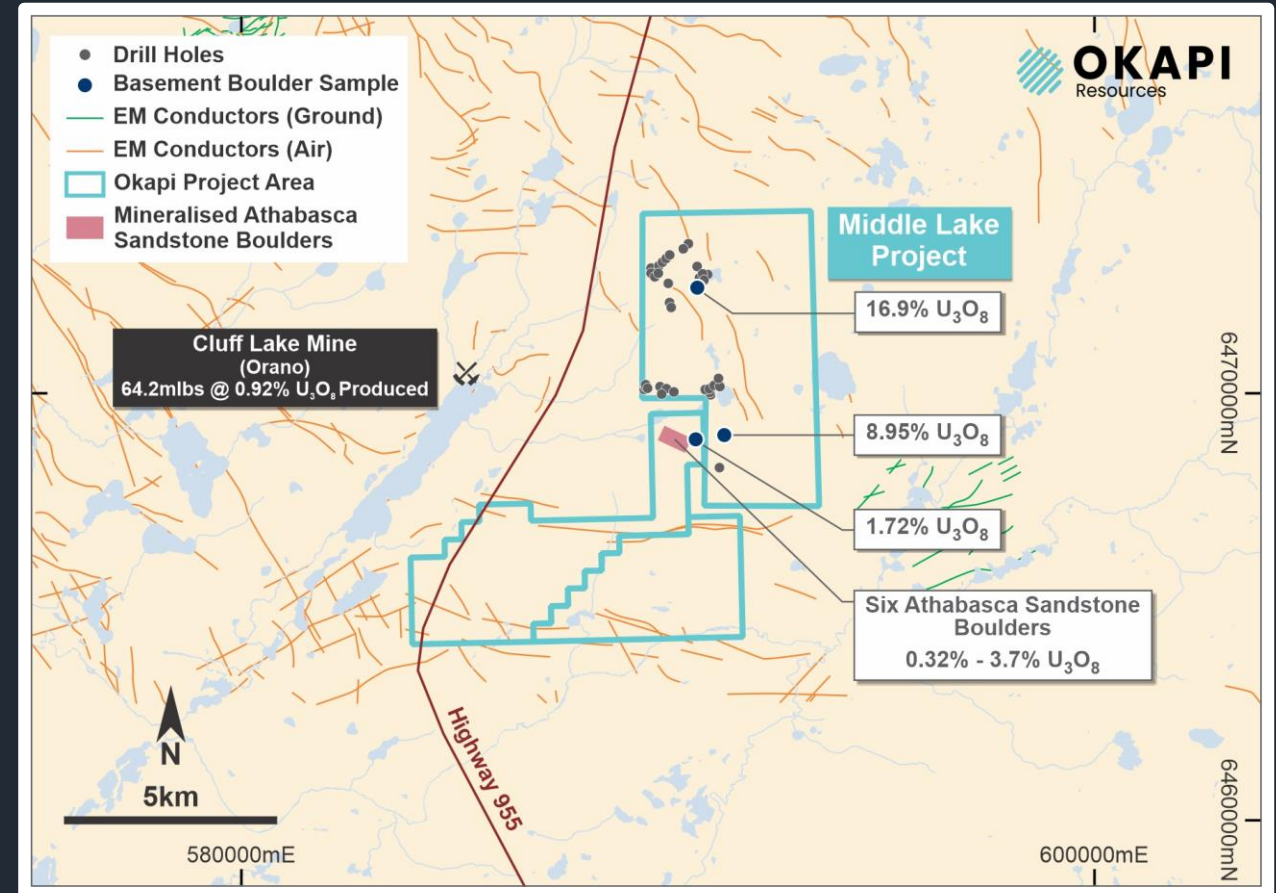 Drill Holes
Basement Boulder Sample
EM Conductors (Ground)
EM Conductors (Air)
Okapi Project Area
Mineralised Athabasca
Sandstone Boulders
OKAPI
Resources
Middle Lake
Project
16.9% U₃O₈
Cluff Lake Mine
(Orano)
64.2mlbs @ 0.92% U₃O₈ Produced
6470000mN
8.95% U₃O₈
1.72% U₃O₈
Six Athabasca Sandstone
Boulders
0.32% - 3.7% U₃O₈
Highway 955
N
5km
6460000mN
580000mE
600000mE